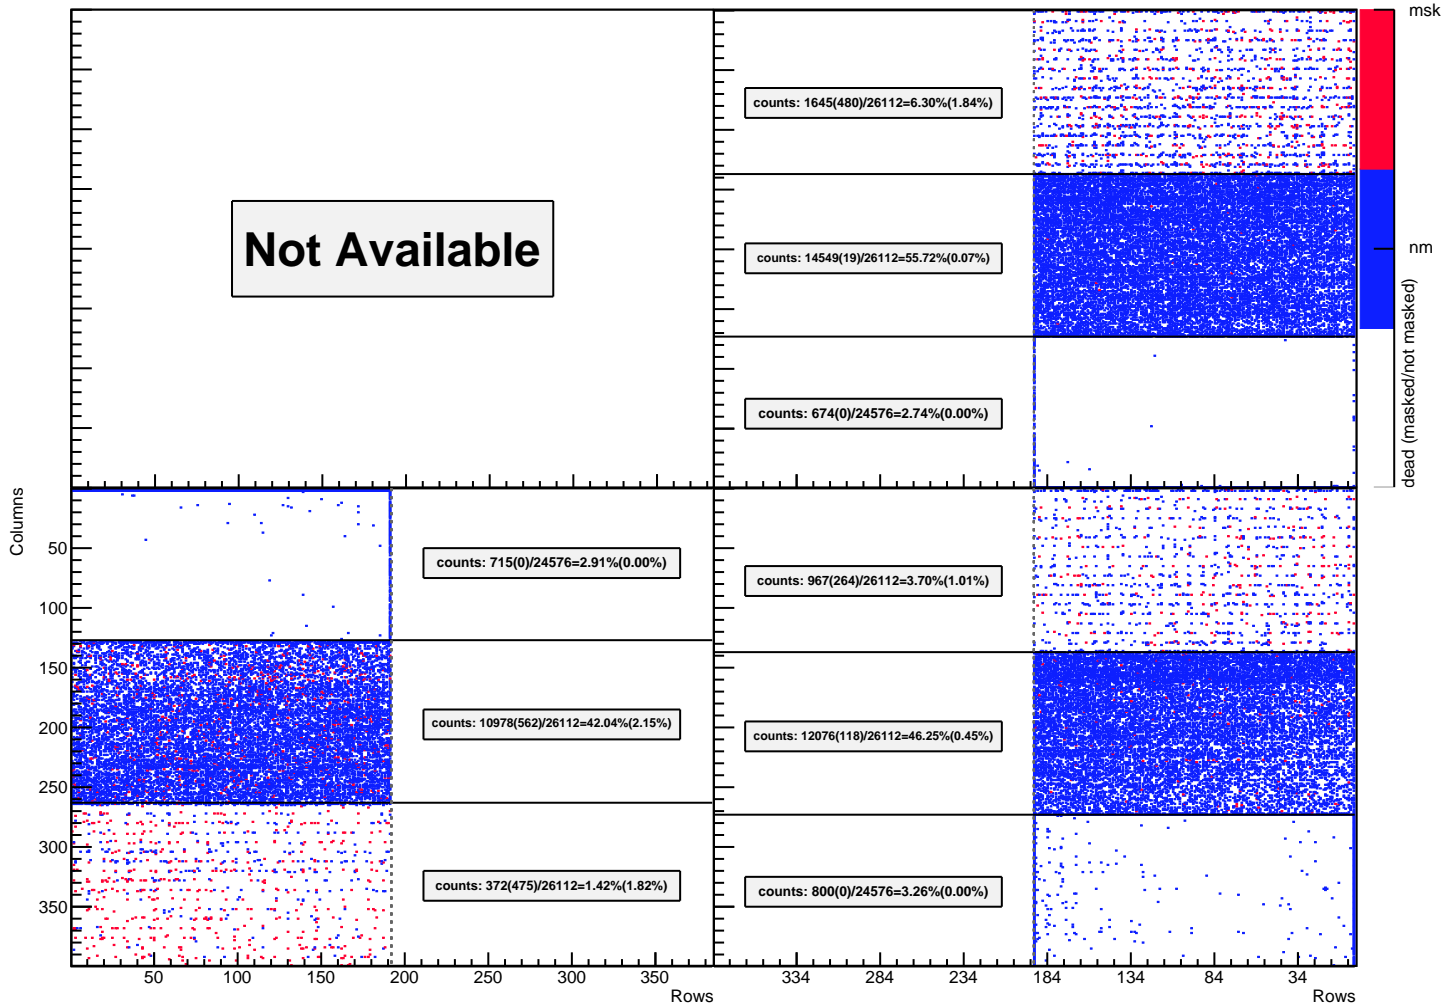 msk
counts: 1645(480)/26112=6.30%(1.84%)
Not Available
nm
counts: 14549(19)/26112=55.72%(0.07%)
dead (masked/not masked)
counts: 674(0)/24576=2.74%(0.00%)
50 100 150 200 250 300 350
334 284 234 184 134 84 34
Columns
50
100
150
200
250
300
350
counts: 715(0)/24576=2.91%(0.00%)
counts: 967(264)/26112=3.70%(1.01%)
counts: 10978(562)/26112=42.04%(2.15%)
counts: 12076(118)/26112=46.25%(0.45%)
counts: 372(475)/26112=1.42%(1.82%)
counts: 800(0)/24576=3.26%(0.00%)
Rows
Rows